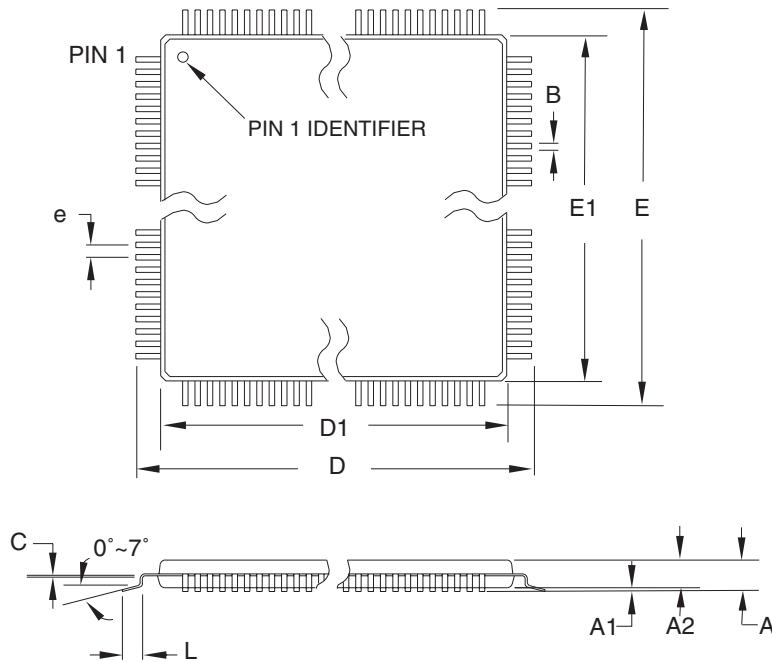 PIN 1
PIN 1 IDENTIFIER
B
E1
E
e
D1
D
C
0°~7°
L
A1
A2
A